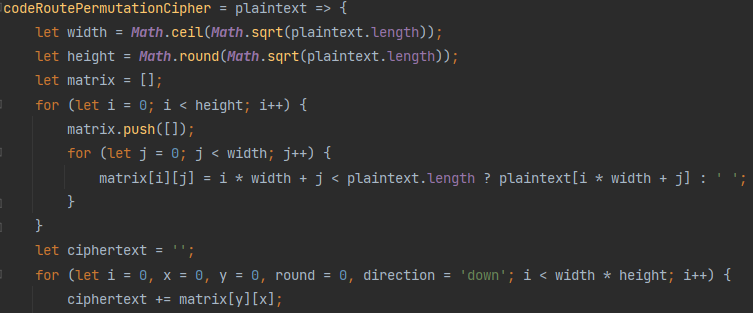 codeRoutePermutationCipher = plaintext => {
    let width = Math.ceil(Math.sqrt(plaintext.length));
    let height = Math.round(Math.sqrt(plaintext.length));
    let matrix = [];
    for (let i = 0; i < height; i++) {
        matrix.push([]);
        for (let j = 0; j < width; j++) {
            matrix[i][j] = i * width + j < plaintext.length ? plaintext[i * width + j] : ' ';
        }
    }
    let ciphertext = '';
    for (let i = 0, x = 0, y = 0, round = 0, direction = 'down'; i < width * height; i++) {
        ciphertext += matrix[y][x];